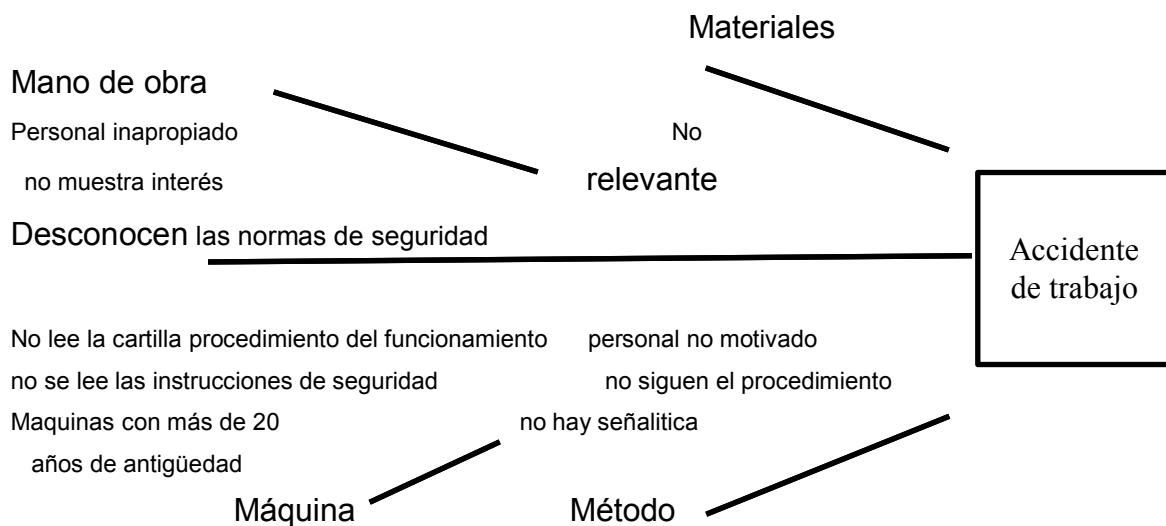 Materiales
Mano de obra
Personal inapropiado
No
no muestra interés
relevante
Desconocen las normas de seguridad
Accidente
de trabajo
No lee la cartilla procedimiento del funcionamiento
personal no motivado
no se lee las instrucciones de seguridad
no siguen el procedimiento
Maquinas con más de 20
no hay señalitica
años de antigüedad
Máquina
Método